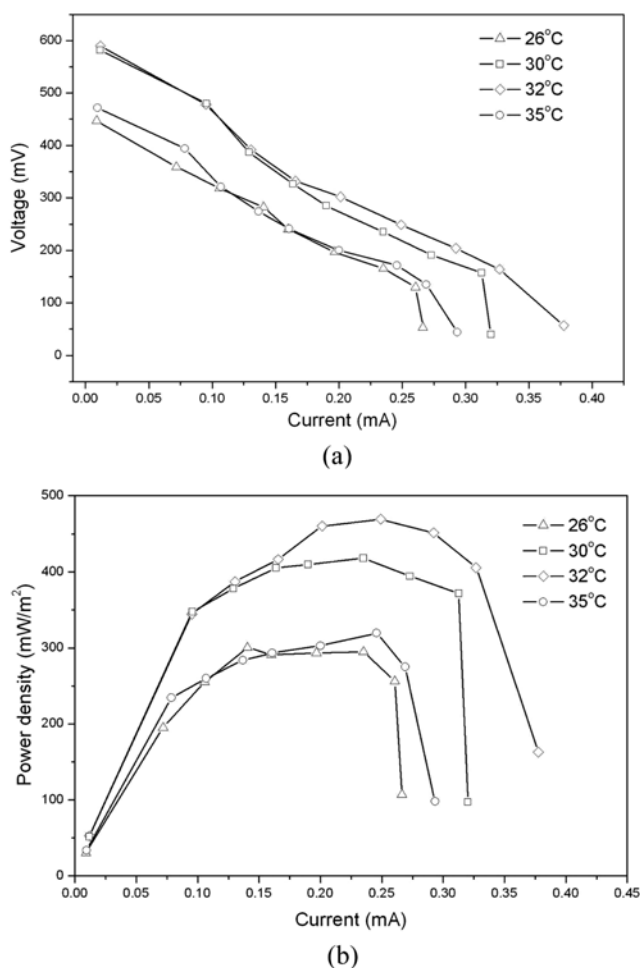 600
500
400
300
200
100
0
Voltage (mV)
26°C
30°C
32°C
35°C
0.00 0.05 0.10 0.15 0.20 0.25 0.30 0.35 0.40
Current (mA)
(a)
500
400
300
200
100
0
Power density (mW/m²)
26°C
30°C
32°C
35°C
0.00 0.05 0.10 0.15 0.20 0.25 0.30 0.35 0.40 0.45
Current (mA)
(b)